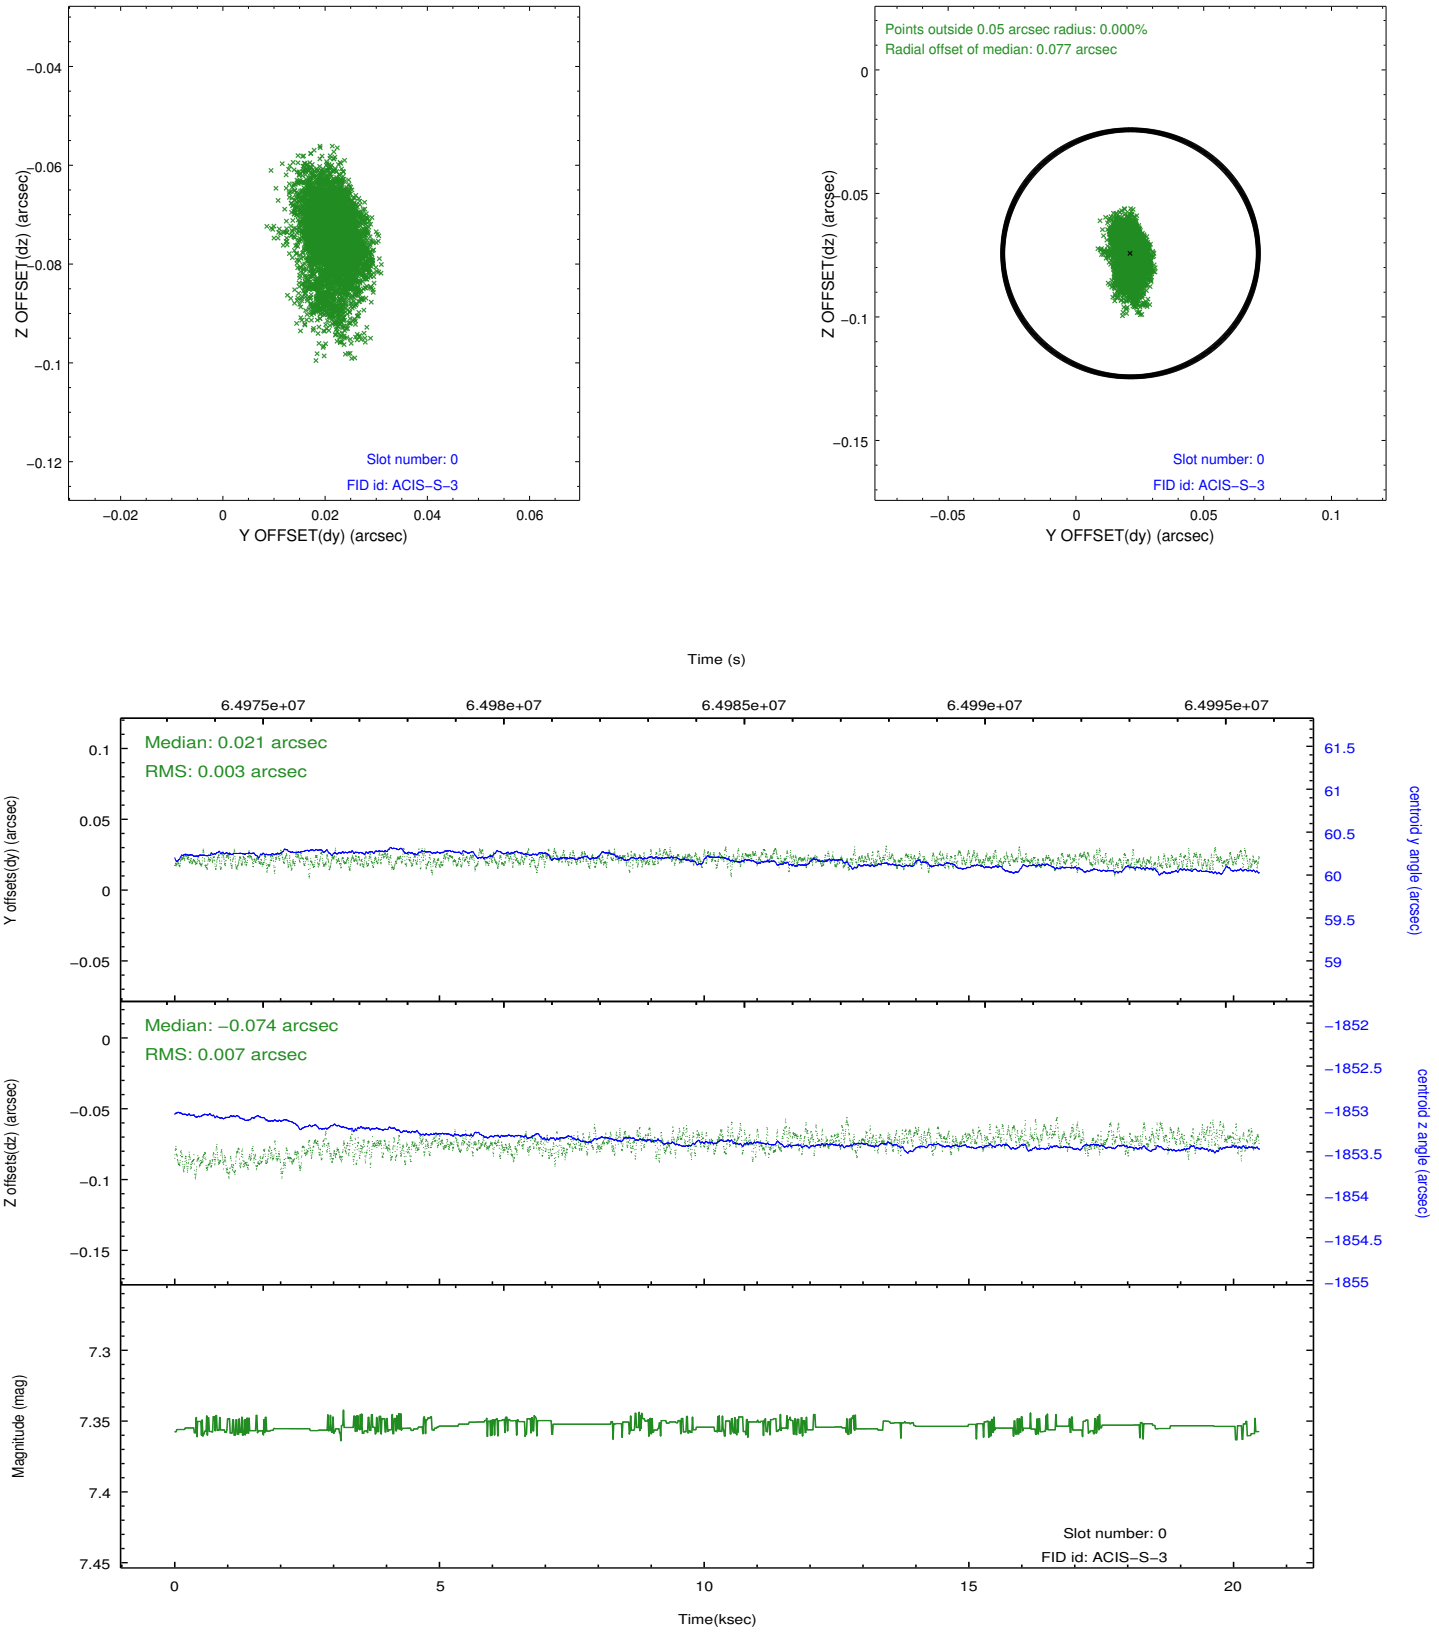 −0.04
−0.06
−0.08
−0.1
−0.12
Z OFFSET(dz) (arcsec)
Slot number: 0
FID id: ACIS−S−3
−0.02
0
0.02
0.04
0.06
Y OFFSET(dy) (arcsec)
Points outside 0.05 arcsec radius: 0.000%
Radial offset of median: 0.077 arcsec
0
−0.05
−0.1
−0.15
Z OFFSET(dz) (arcsec)
Slot number: 0
FID id: ACIS−S−3
−0.05
0
0.05
0.1
Y OFFSET(dy) (arcsec)
Time (s)
6.4975e+07
6.498e+07
6.4985e+07
6.499e+07
6.4995e+07
Median: 0.021 arcsec
RMS: 0.003 arcsec
0.1
0.05
0
−0.05
Y offsets(dy) (arcsec)
61.5
61
60.5
60
59.5
59
centroid y angle (arcsec)
Median: −0.074 arcsec
RMS: 0.007 arcsec
0
−0.05
−0.1
−0.15
Z offsets(dz) (arcsec)
−1852
−1852.5
−1853
−1853.5
−1854
−1854.5
−1855
centroid z angle (arcsec)
7.3
7.35
7.4
7.45
Magnitude (mag)
Slot number: 0
FID id: ACIS−S−3
0
5
10
15
20
Time(ksec)